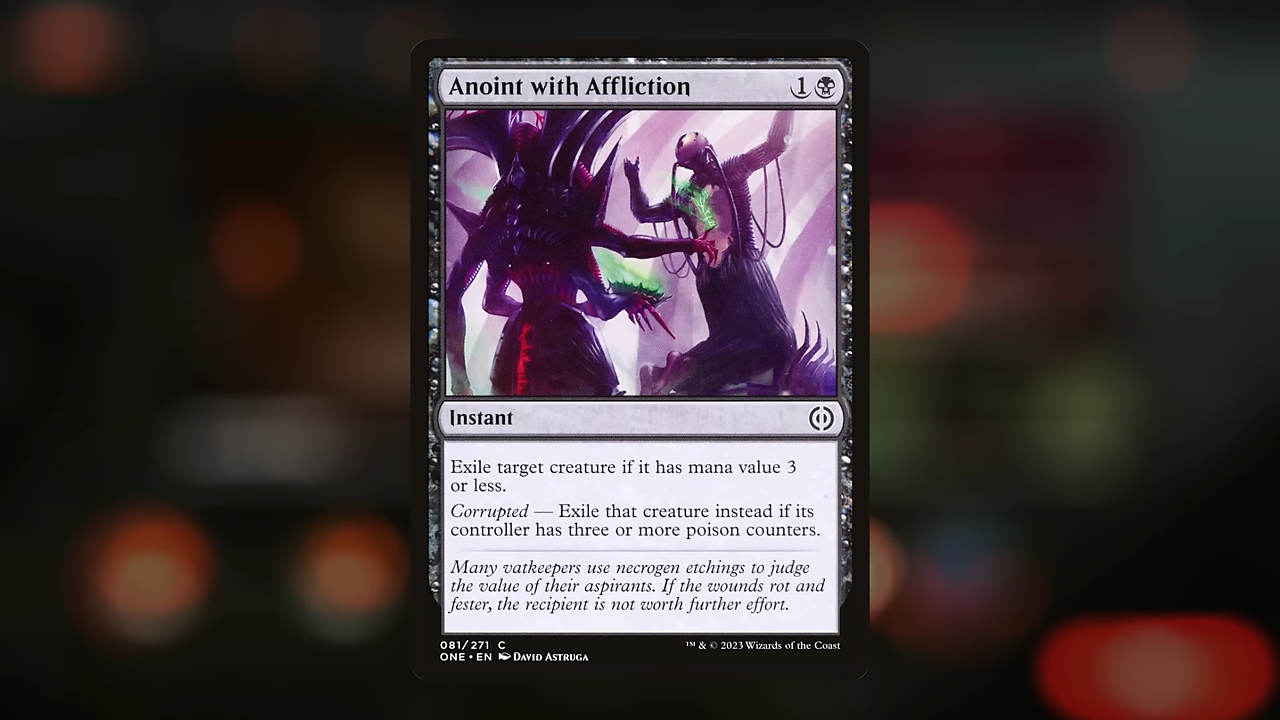 Anoint with Affliction 1
Instant
Exile target creature if it has mana value 3
or less.
Corrupted — Exile that creature instead if its
controller has three or more poison counters.
Many vatkeepers use necrogen etchings to judge
the value of their aspirants. If the wounds rot and
fester, the recipient is not worth further effort.
081/271 C
ONE • EN David Astruga
™ & © 2023 Wizards of the Coast